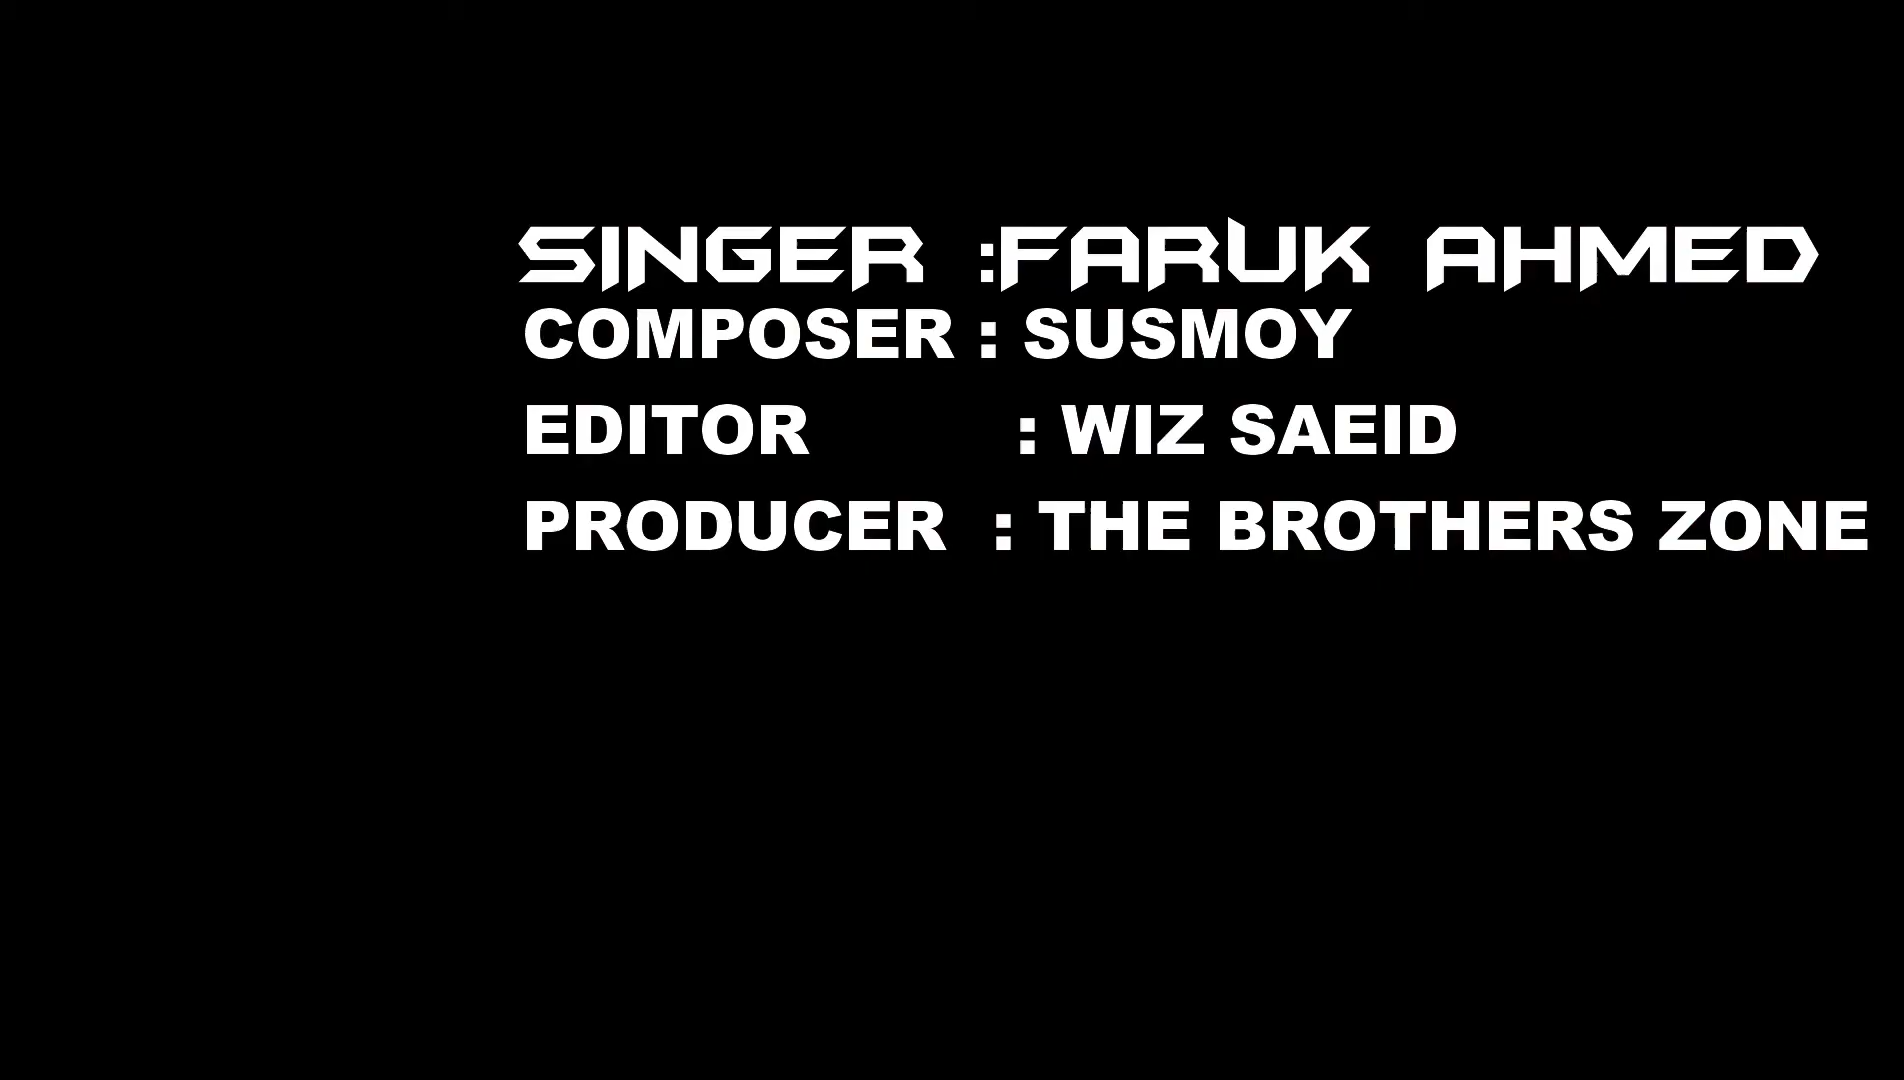 SINGER :FARUK AHMED
COMPOSER : SUSMOY
EDITOR : WIZ SAEID
PRODUCER : THE BROTHERS ZONE